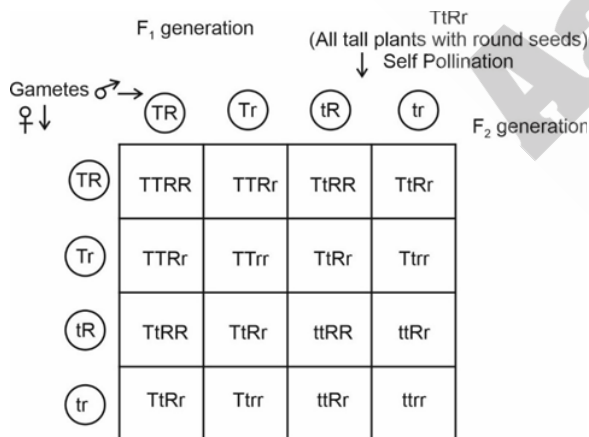 F₁ generation
TtRr
(All tall plants with round seeds)
↓ Self Pollination
Gametes ♂→
♀↓
TR Tr tR tr
F₂ generation
TR TTRR TTRr TtRR TtRr
Tr TTRr TTrr TtRr Ttrr
tR TtRR TtRr ttRR ttRr
tr TtRr Ttrr ttRr ttrr